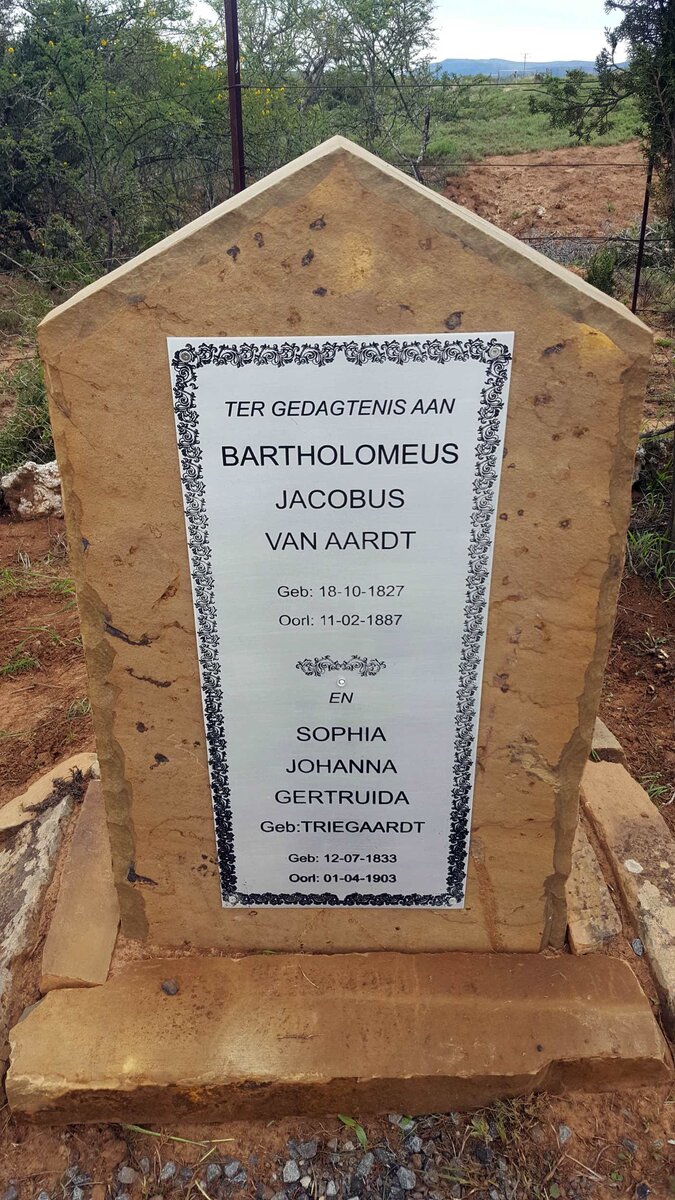 TER GEDAGTENIS AAN
BARTHOLOMEUS
JACOBUS
VAN AARDT
Geb: 18-10-1827
Oorl: 11-02-1887
EN
SOPHIA
JOHANNA
GERTRUIDA
Geb:TRIEGAARDT
Geb: 12-07-1833
Oorl: 01-04-1903